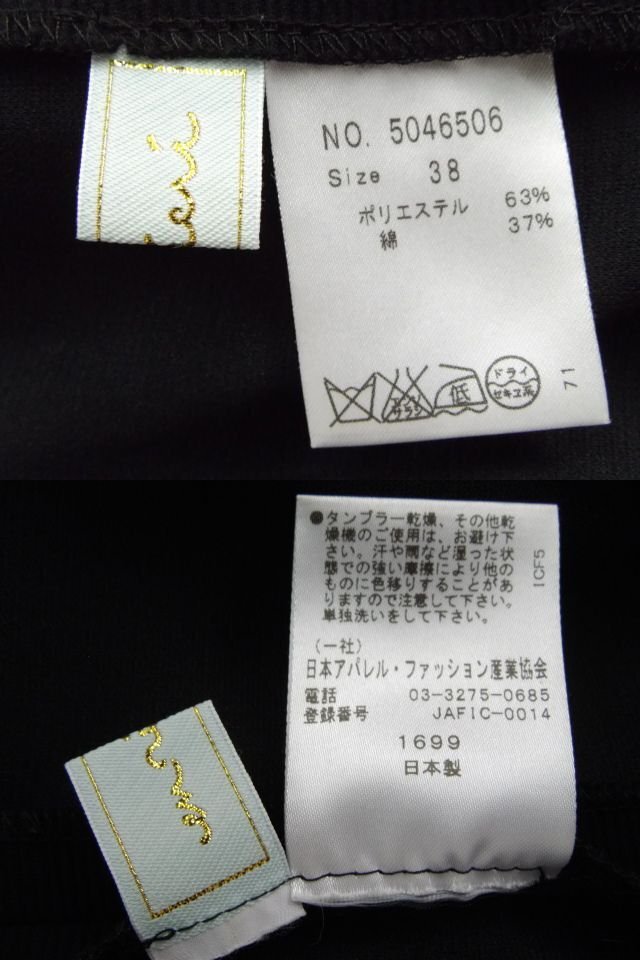 NO. 5046506
Size 38
ポリエステル 63%
綿 37%
低
ドライ
セキユ系
71
●タンブラー乾燥、その他乾
燥機のご使用は、お避け下
さい。汗や雨など湿った状
態での強い摩擦により他の
ものに色移りすることがあ
りますので注意して下さい。
単独洗いをして下さい。
ICF5
(一社)
日本アパレル・ファッション産業協会
電話 03-3275-0685
登録番号 JAFIC-0014
1699
日本製